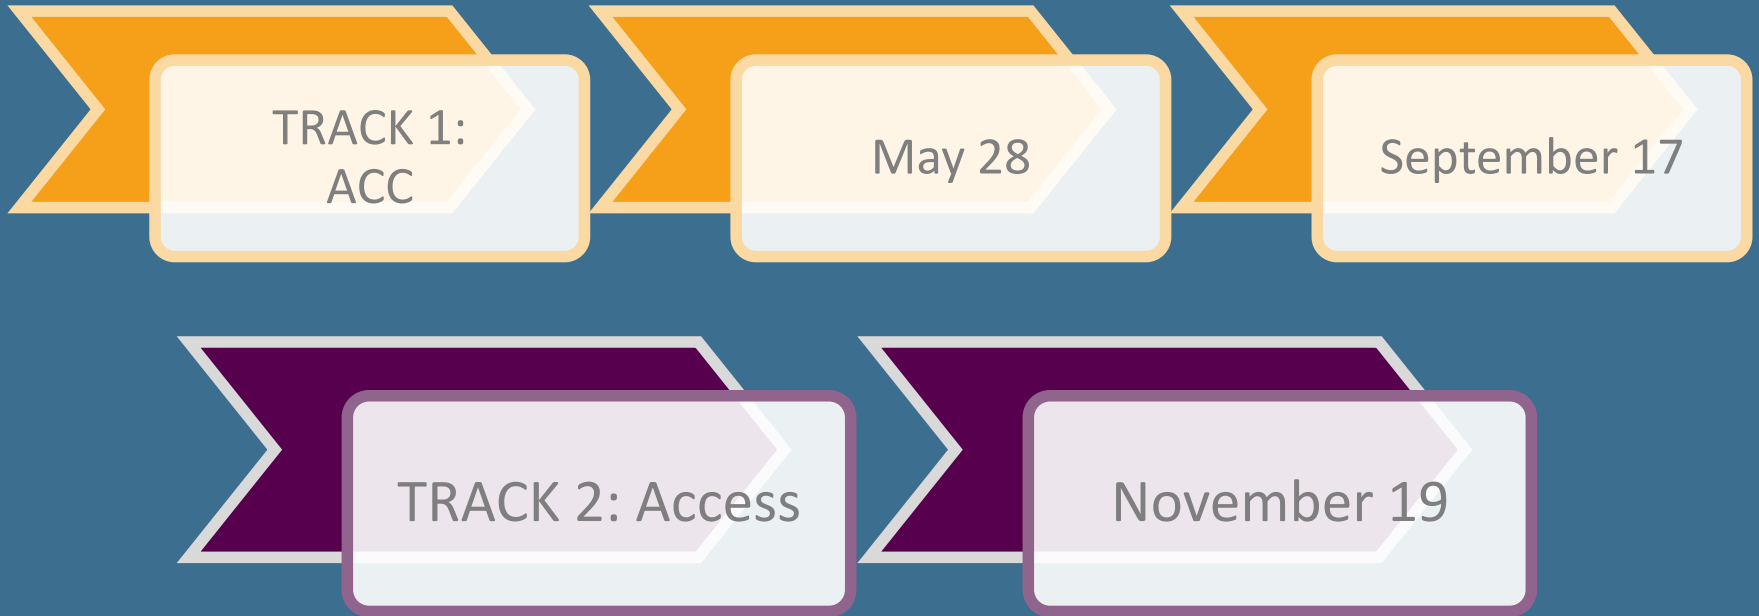 TRACK 1:
ACC
May 28
September 17
TRACK 2: Access
November 19